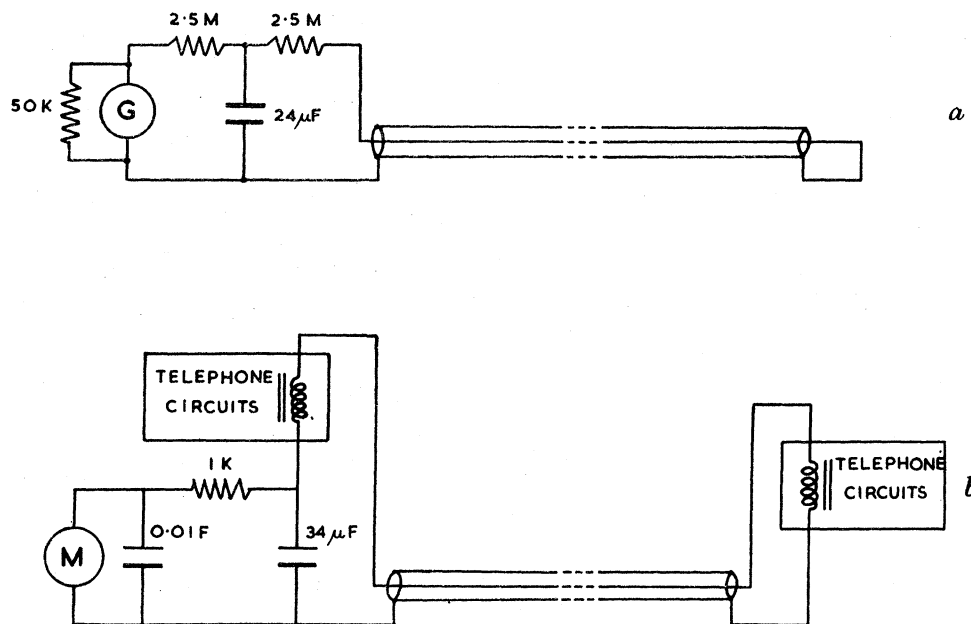 2·5 M 2·5 M
50K
G
24μF
a
TELEPHONE
CIRCUITS
1 K
M
0·01F
34μF
TELEPHONE
CIRCUITS
b